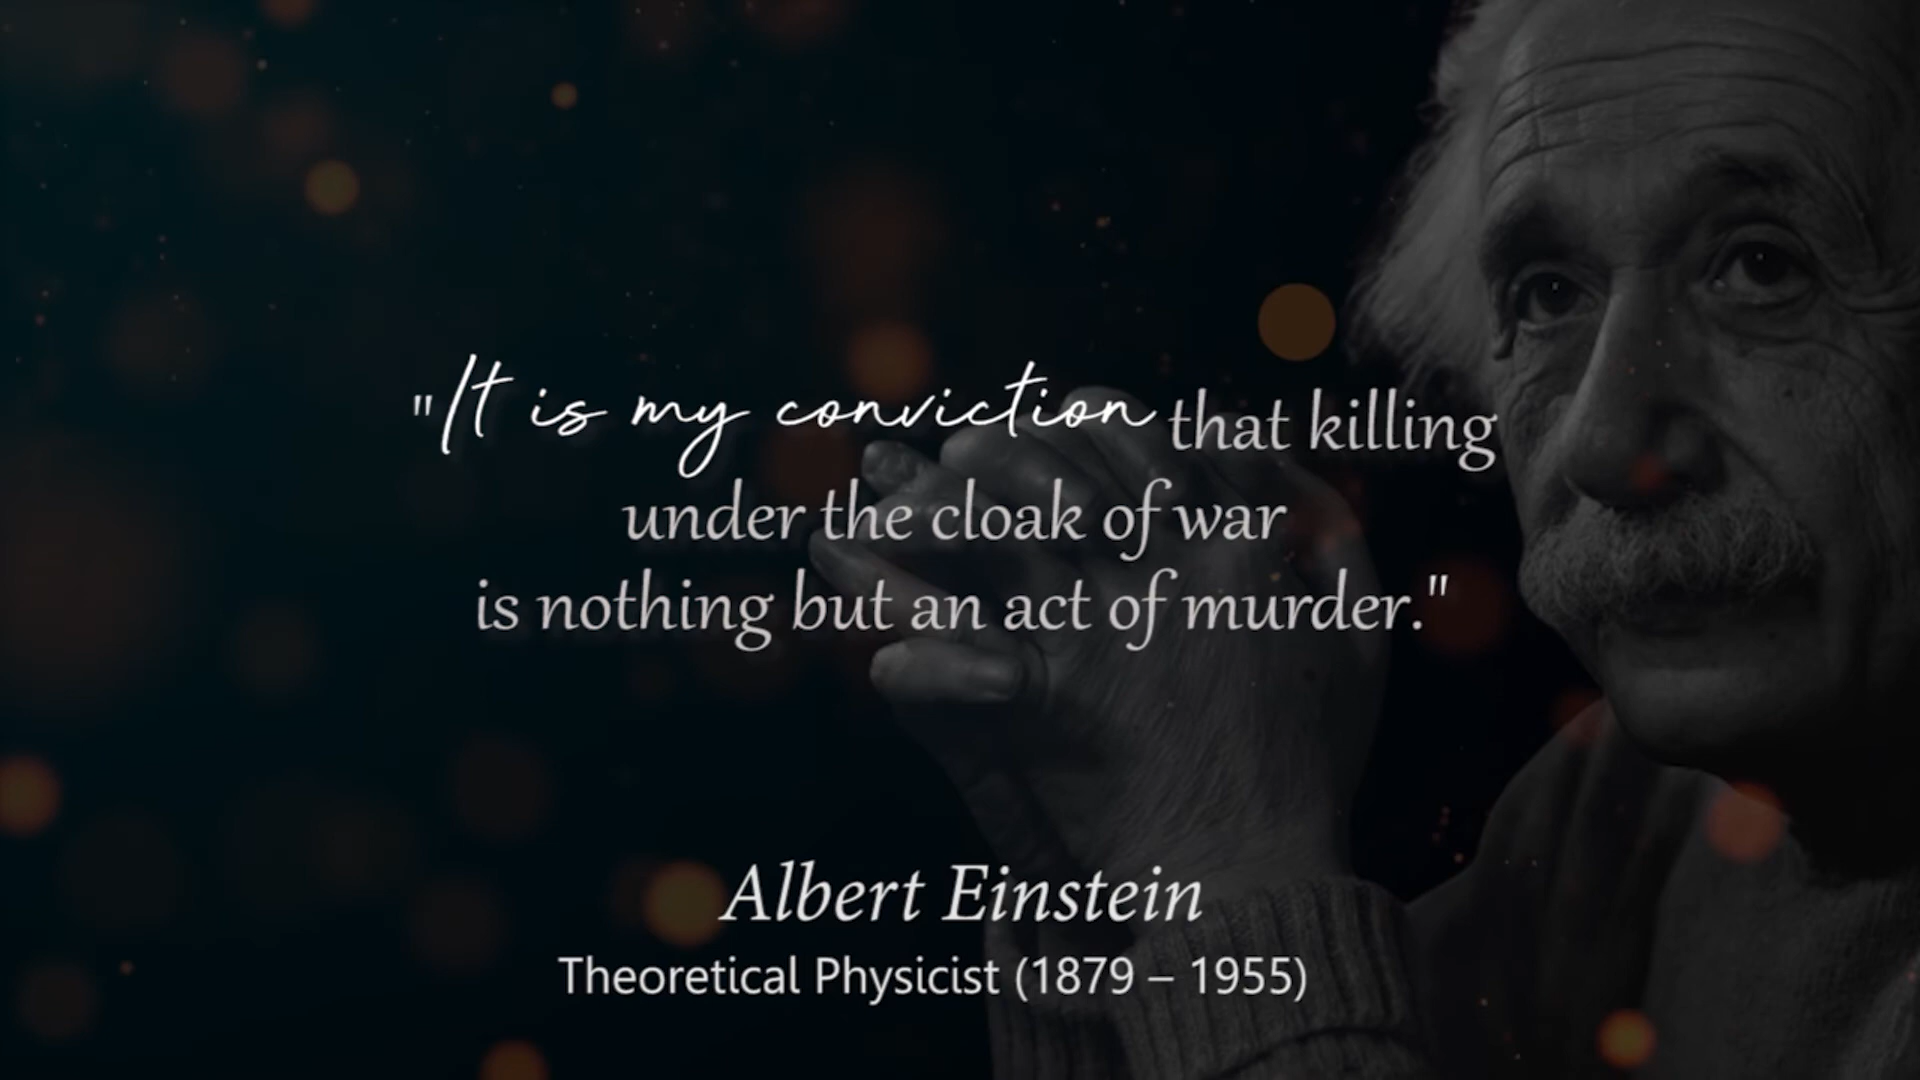 "It is my conviction that killing
under the cloak of war
is nothing but an act of murder."
Albert Einstein
Theoretical Physicist (1879 – 1955)